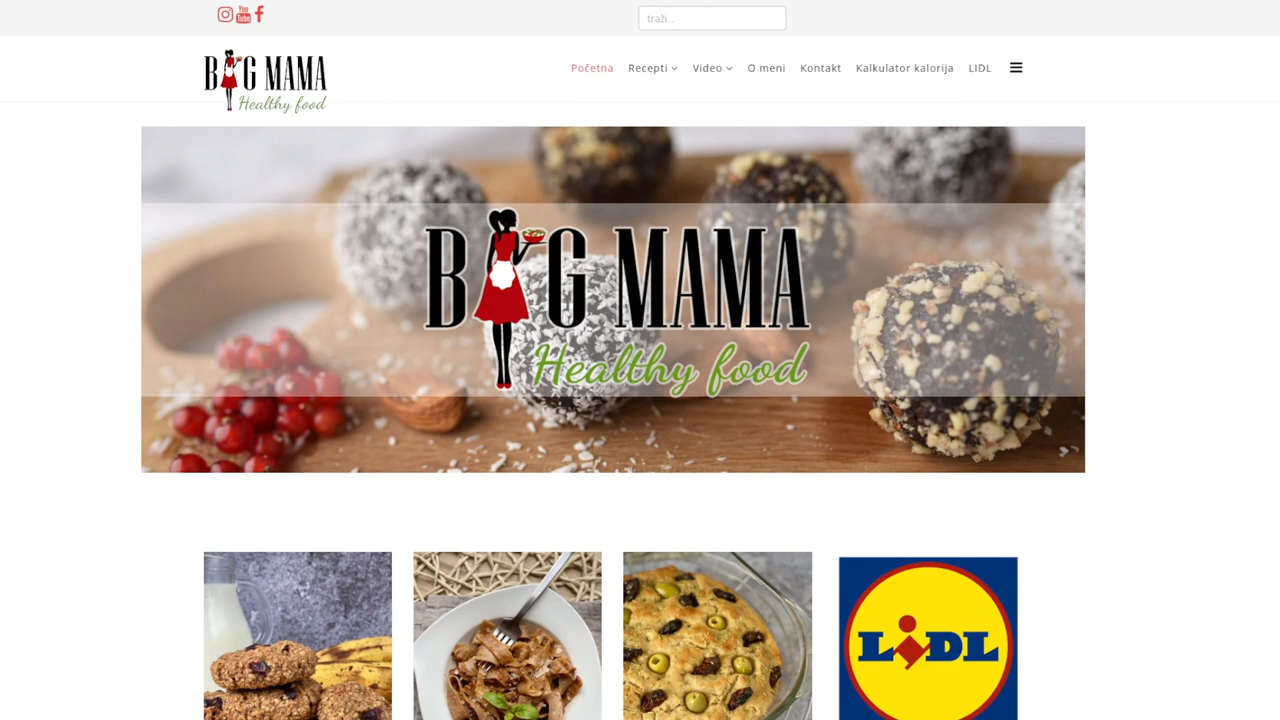 You Tube
traži...
BIG MAMA
Healthy food
Početna Recepti Video O meni Kontakt Kalkulator kalorija LIDL
BIG MAMA
Healthy food
LIDL